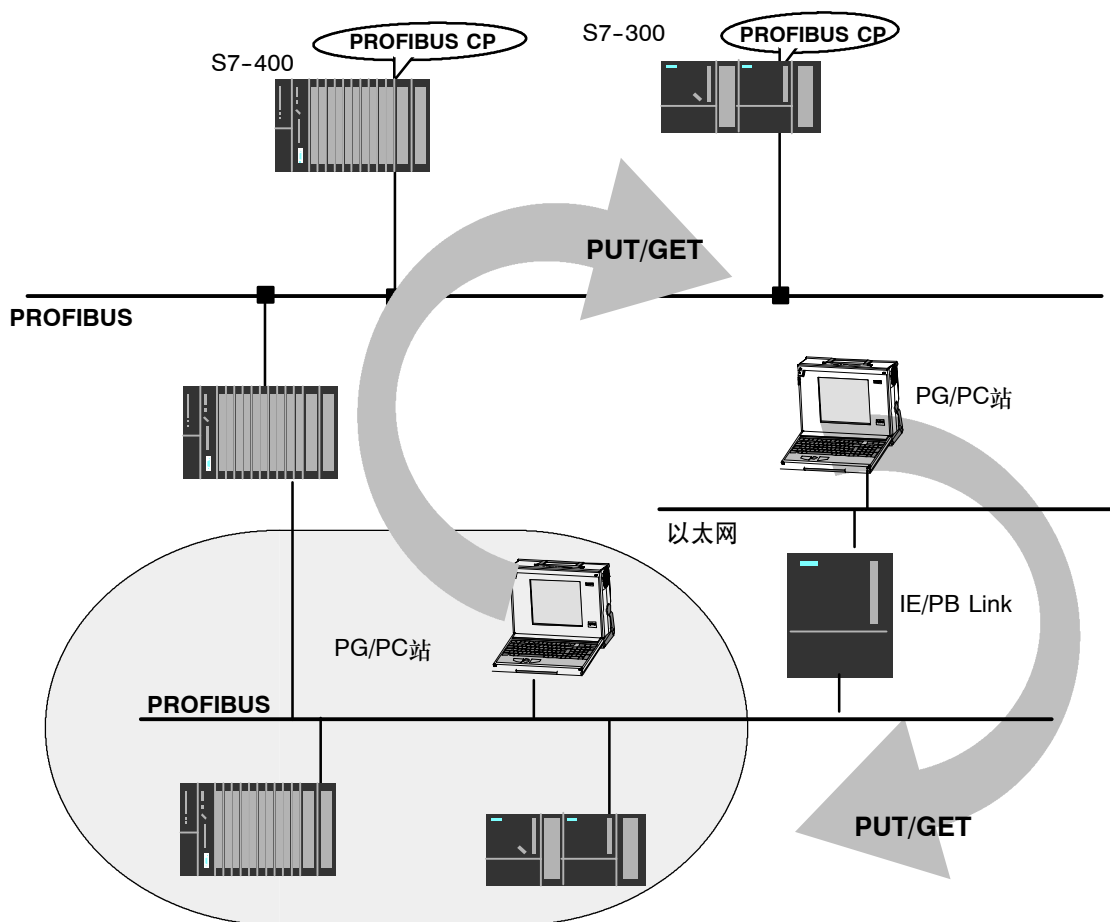 PROFIBUS CP
S7-300
PROFIBUS CP
S7-400
PUT/GET
PROFIBUS
PG/PC站
以太网
IE/PB Link
PG/PC站
PROFIBUS
PUT/GET